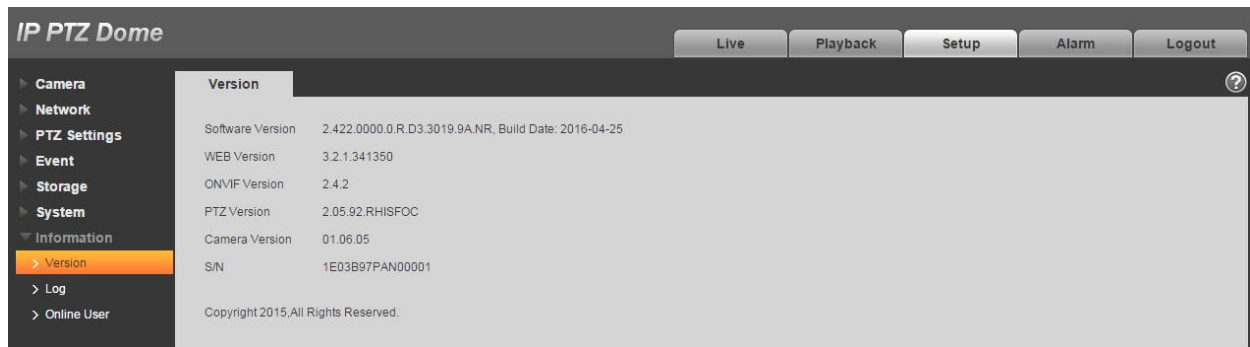 IP PTZ Dome
Live Playback Setup Alarm Logout
Camera
Network
PTZ Settings
Event
Storage
System
Information
> Version
> Log
> Online User
Version
?
Software Version 2.422.0000.0.R.D3.3019.9A.NR, Build Date: 2016-04-25
WEB Version 3.2.1.341350
ONVIF Version 2.4.2
PTZ Version 2.05.92.RHISFOC
Camera Version 01.06.05
S/N 1E03B97PAN00001
Copyright 2015,All Rights Reserved.